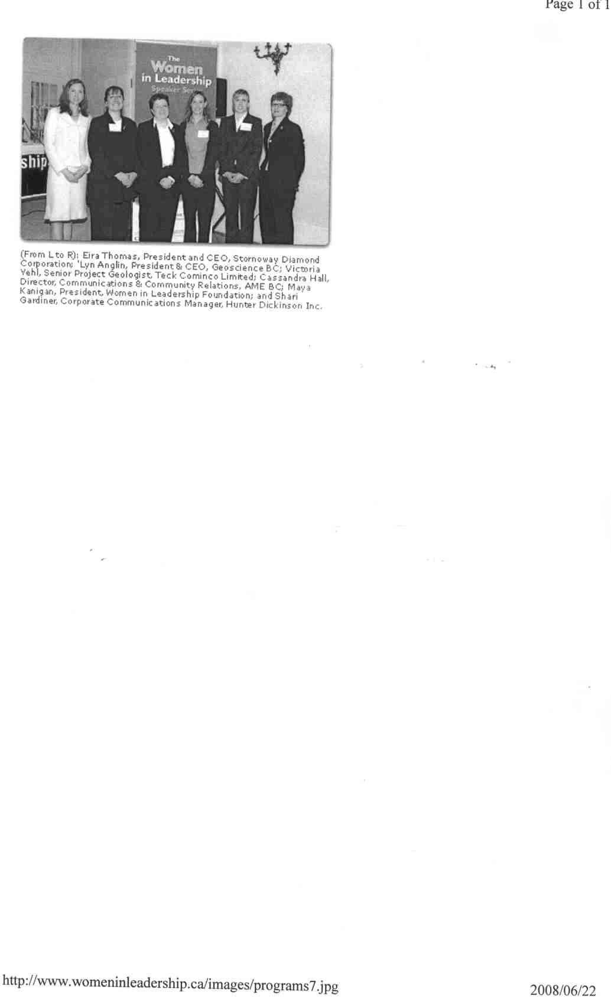 Page 1 of 1
The
Women
in Leadership
Speaker Series
ship
(From L to R): Eira Thomas, President and CEO, Stornoway Diamond
Corporation; 'Lyn Anglin, President & CEO, Geoscience BC; Victoria
Yehl, Senior Project Geologist, Teck Cominco Limited; Cassandra Hall,
Director, Communications & Community Relations, AME BC; Maya
Kanigan, President, Women in Leadership Foundation; and Shari
Gardiner, Corporate Communications Manager, Hunter Dickinson Inc.
http://www.womeninleadership.ca/images/programs7.jpg
2008/06/22